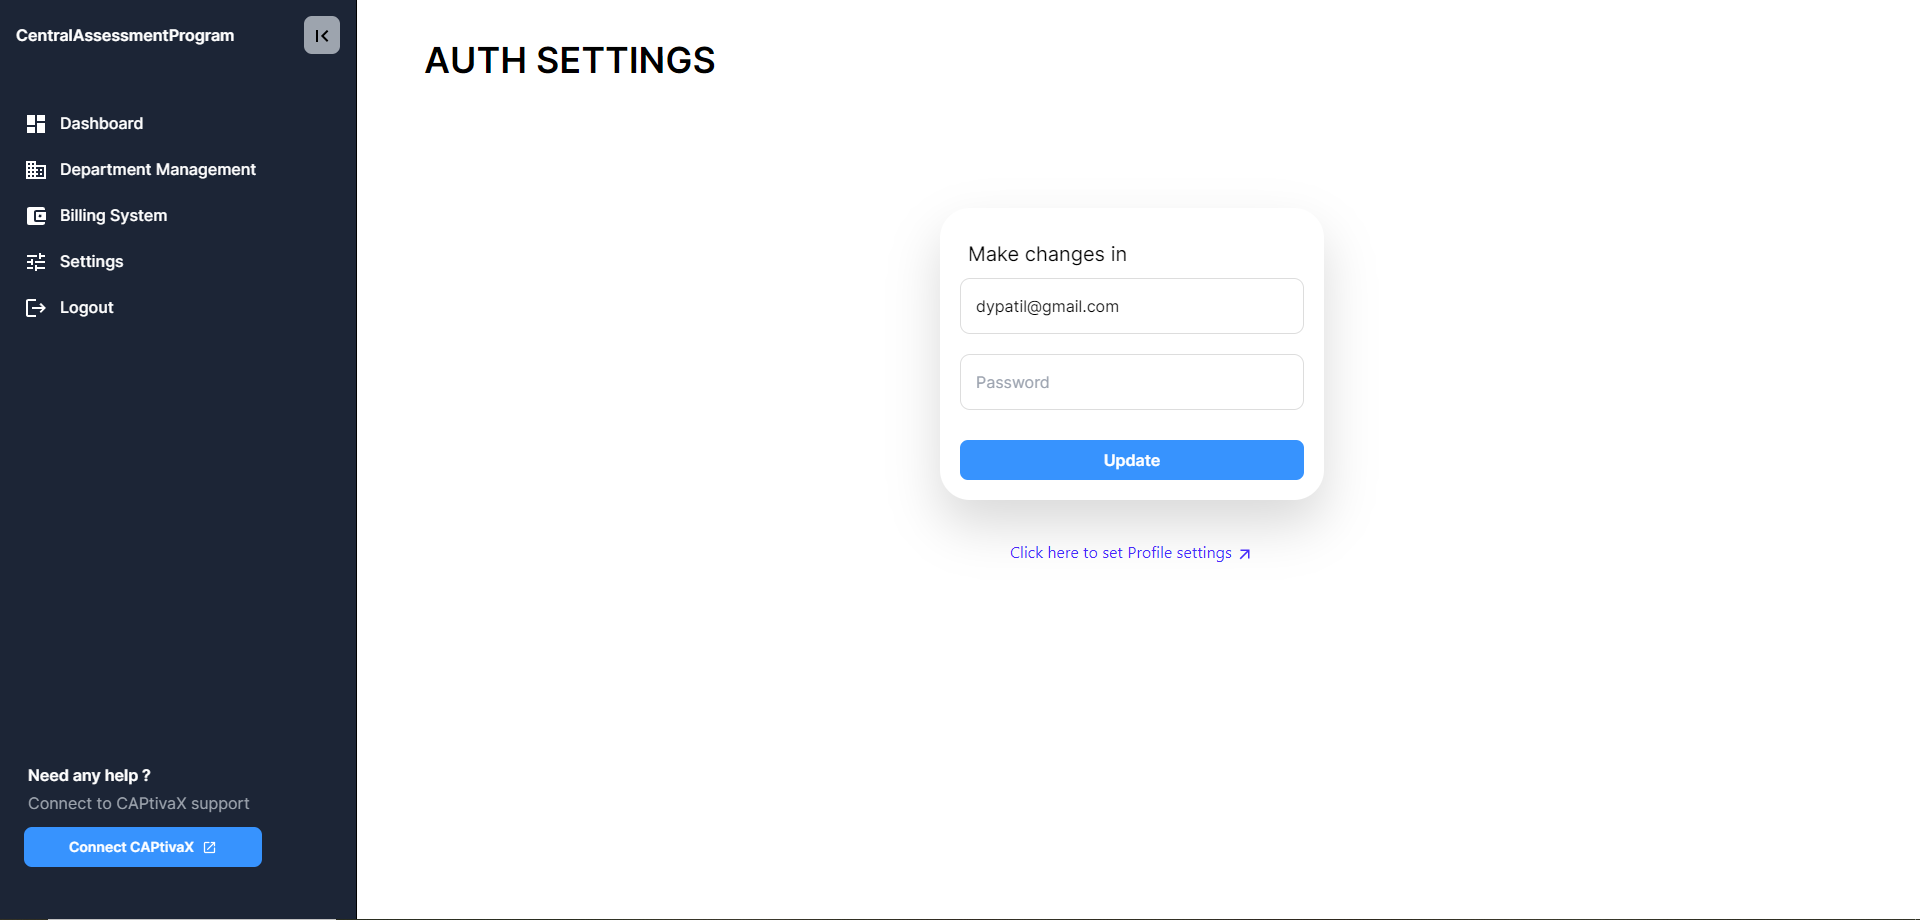 CentralAssessmentProgram
Dashboard
Department Management
Billing System
Settings
Logout
Need any help ?
Connect to CAPtivaX support
Connect CAPtivaX
AUTH SETTINGS
Make changes in
dypatil@gmail.com
Password
Update
Click here to set Profile settings